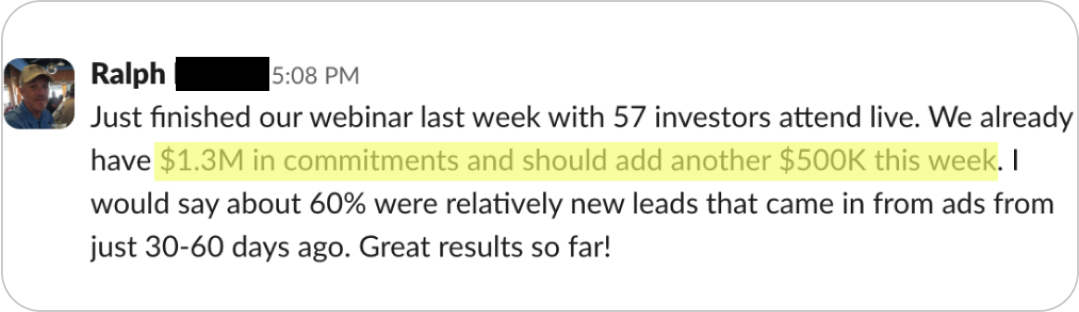 Ralph 5:08 PM
Just finished our webinar last week with 57 investors attend live. We already
have $1.3M in commitments and should add another $500K this week. I
would say about 60% were relatively new leads that came in from ads from
just 30-60 days ago. Great results so far!